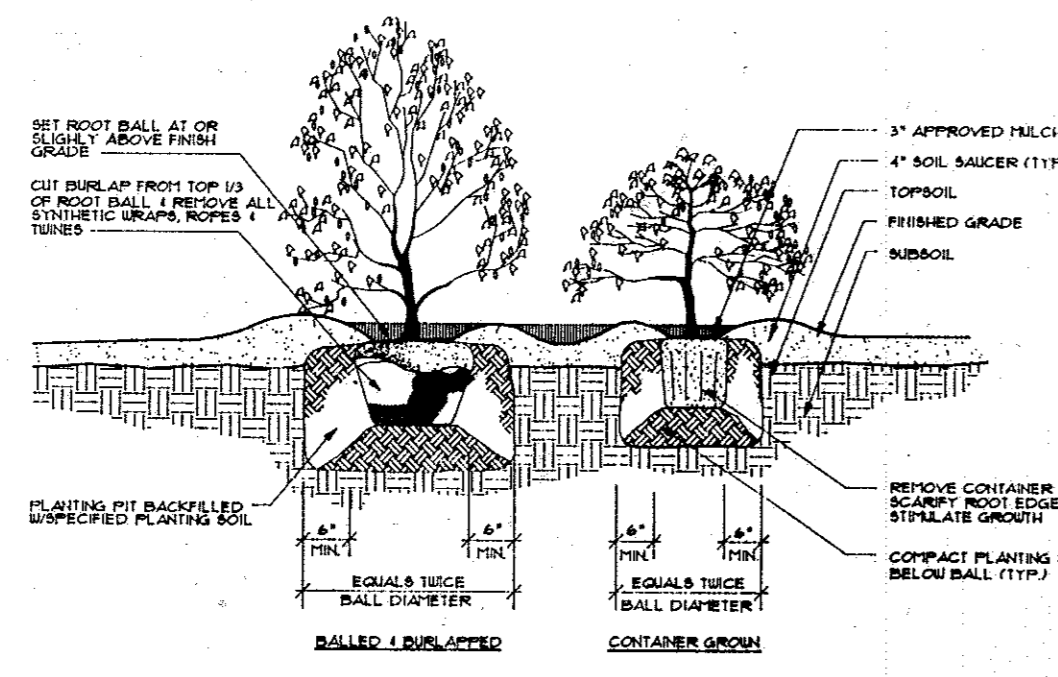 SET ROOT BALL AT OR
SLIGHLY ABOVE FINISH
GRADE
CUT BURLAP FROM TOP 1/3
OF ROOT BALL & REMOVE ALL
SYNTHETIC WRAPS, ROPES &
TWINES
PLANTING PIT BACKFILLED
W/SPECIFIED PLANTING SOIL
3" APPROVED MULCH
4" SOIL SAUCER (TYP
TOPSOIL
FINISHED GRADE
SUBSOIL
REMOVE CONTAINER
SCARIFY ROOT EDGE
STIMULATE GROWTH
COMPACT PLANTING
BELOW BALL (TYP.)
6"
MIN.
6"
MIN.
EQUALS TWICE
BALL DIAMETER
BALLED & BURLAPPED
6"
MIN.
6"
MIN.
EQUALS TWICE
BALL DIAMETER
CONTAINER GROWN